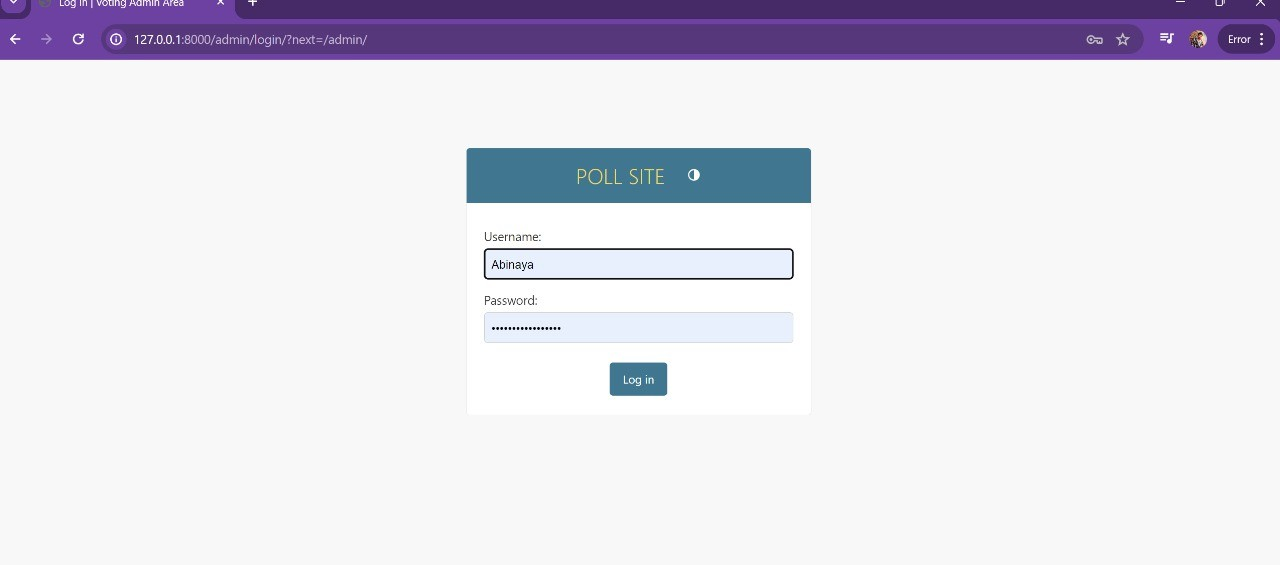 Log in | Voting Admin Area
127.0.0.1:8000/admin/login/?next=/admin/
Error
POLL SITE
Username:
Abinaya
Password:
•••••••••••••••••
Log in